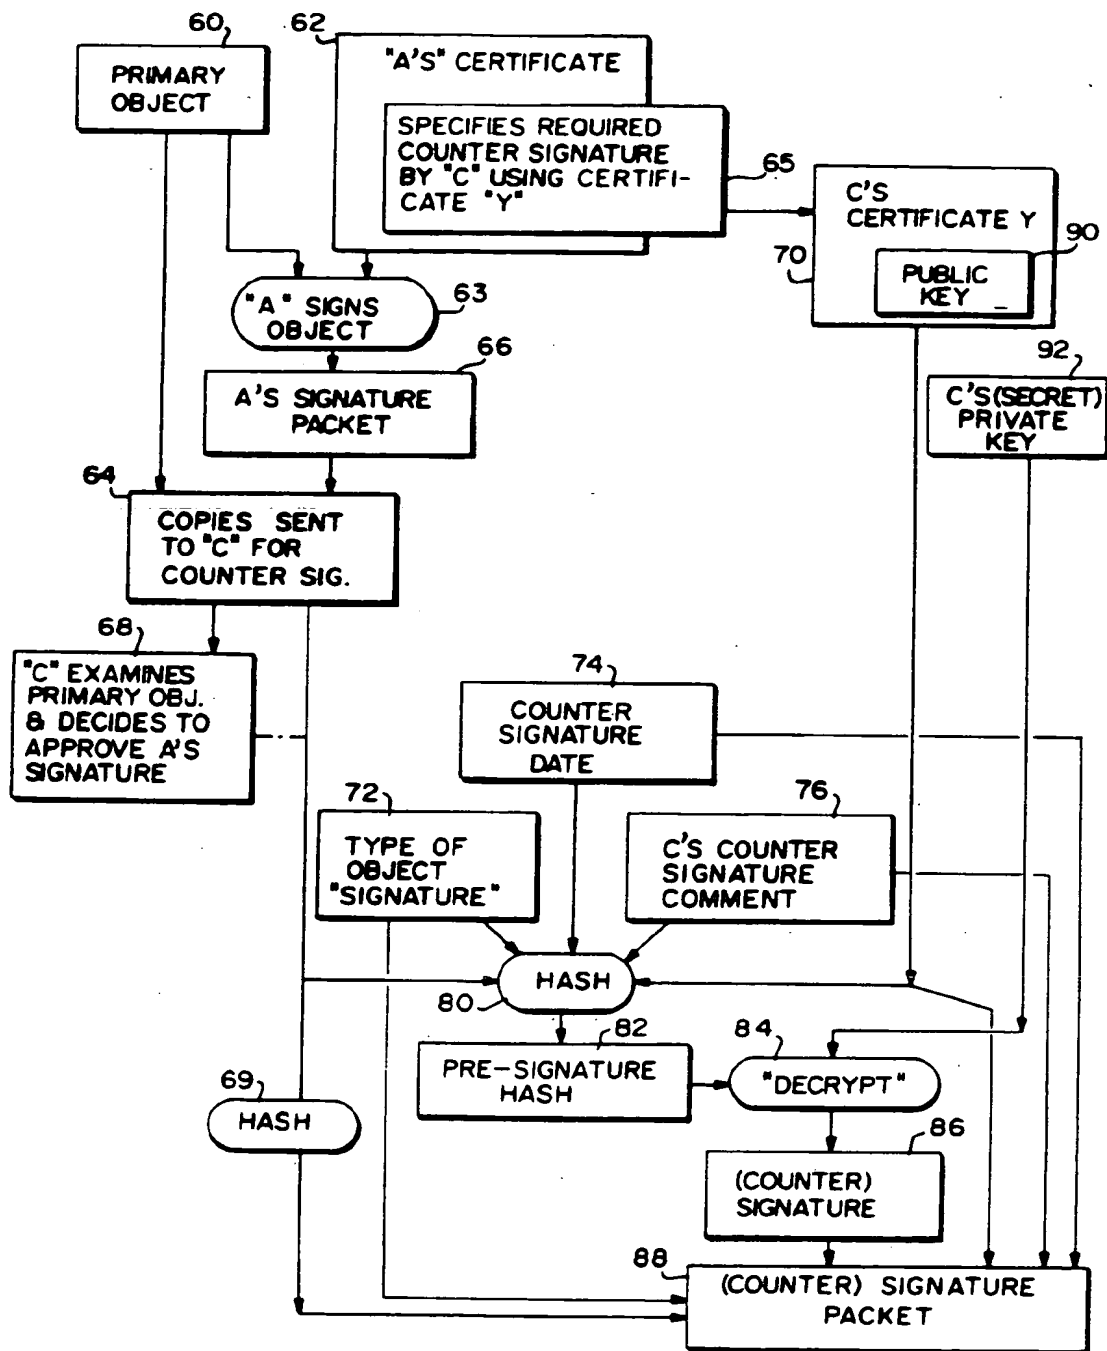 60
PRIMARY
OBJECT
62
"A'S" CERTIFICATE
SPECIFIES REQUIRED
COUNTER SIGNATURE
BY "C" USING CERTIFI-
CATE "Y"
65
C'S
CERTIFICATE Y
70
90
PUBLIC
KEY
"A" SIGNS
OBJECT
63
66
A'S SIGNATURE
PACKET
92
C'S (SECRET)
PRIVATE
KEY
64
COPIES SENT
TO "C" FOR
COUNTER SIG.
68
"C" EXAMINES
PRIMARY OBJ.
& DECIDES TO
APPROVE A'S
SIGNATURE
74
COUNTER
SIGNATURE
DATE
72
TYPE OF
OBJECT
"SIGNATURE"
76
C'S COUNTER
SIGNATURE
COMMENT
HASH
80
82
PRE-SIGNATURE
HASH
84
"DECRYPT"
69
HASH
86
(COUNTER)
SIGNATURE
88
(COUNTER) SIGNATURE
PACKET